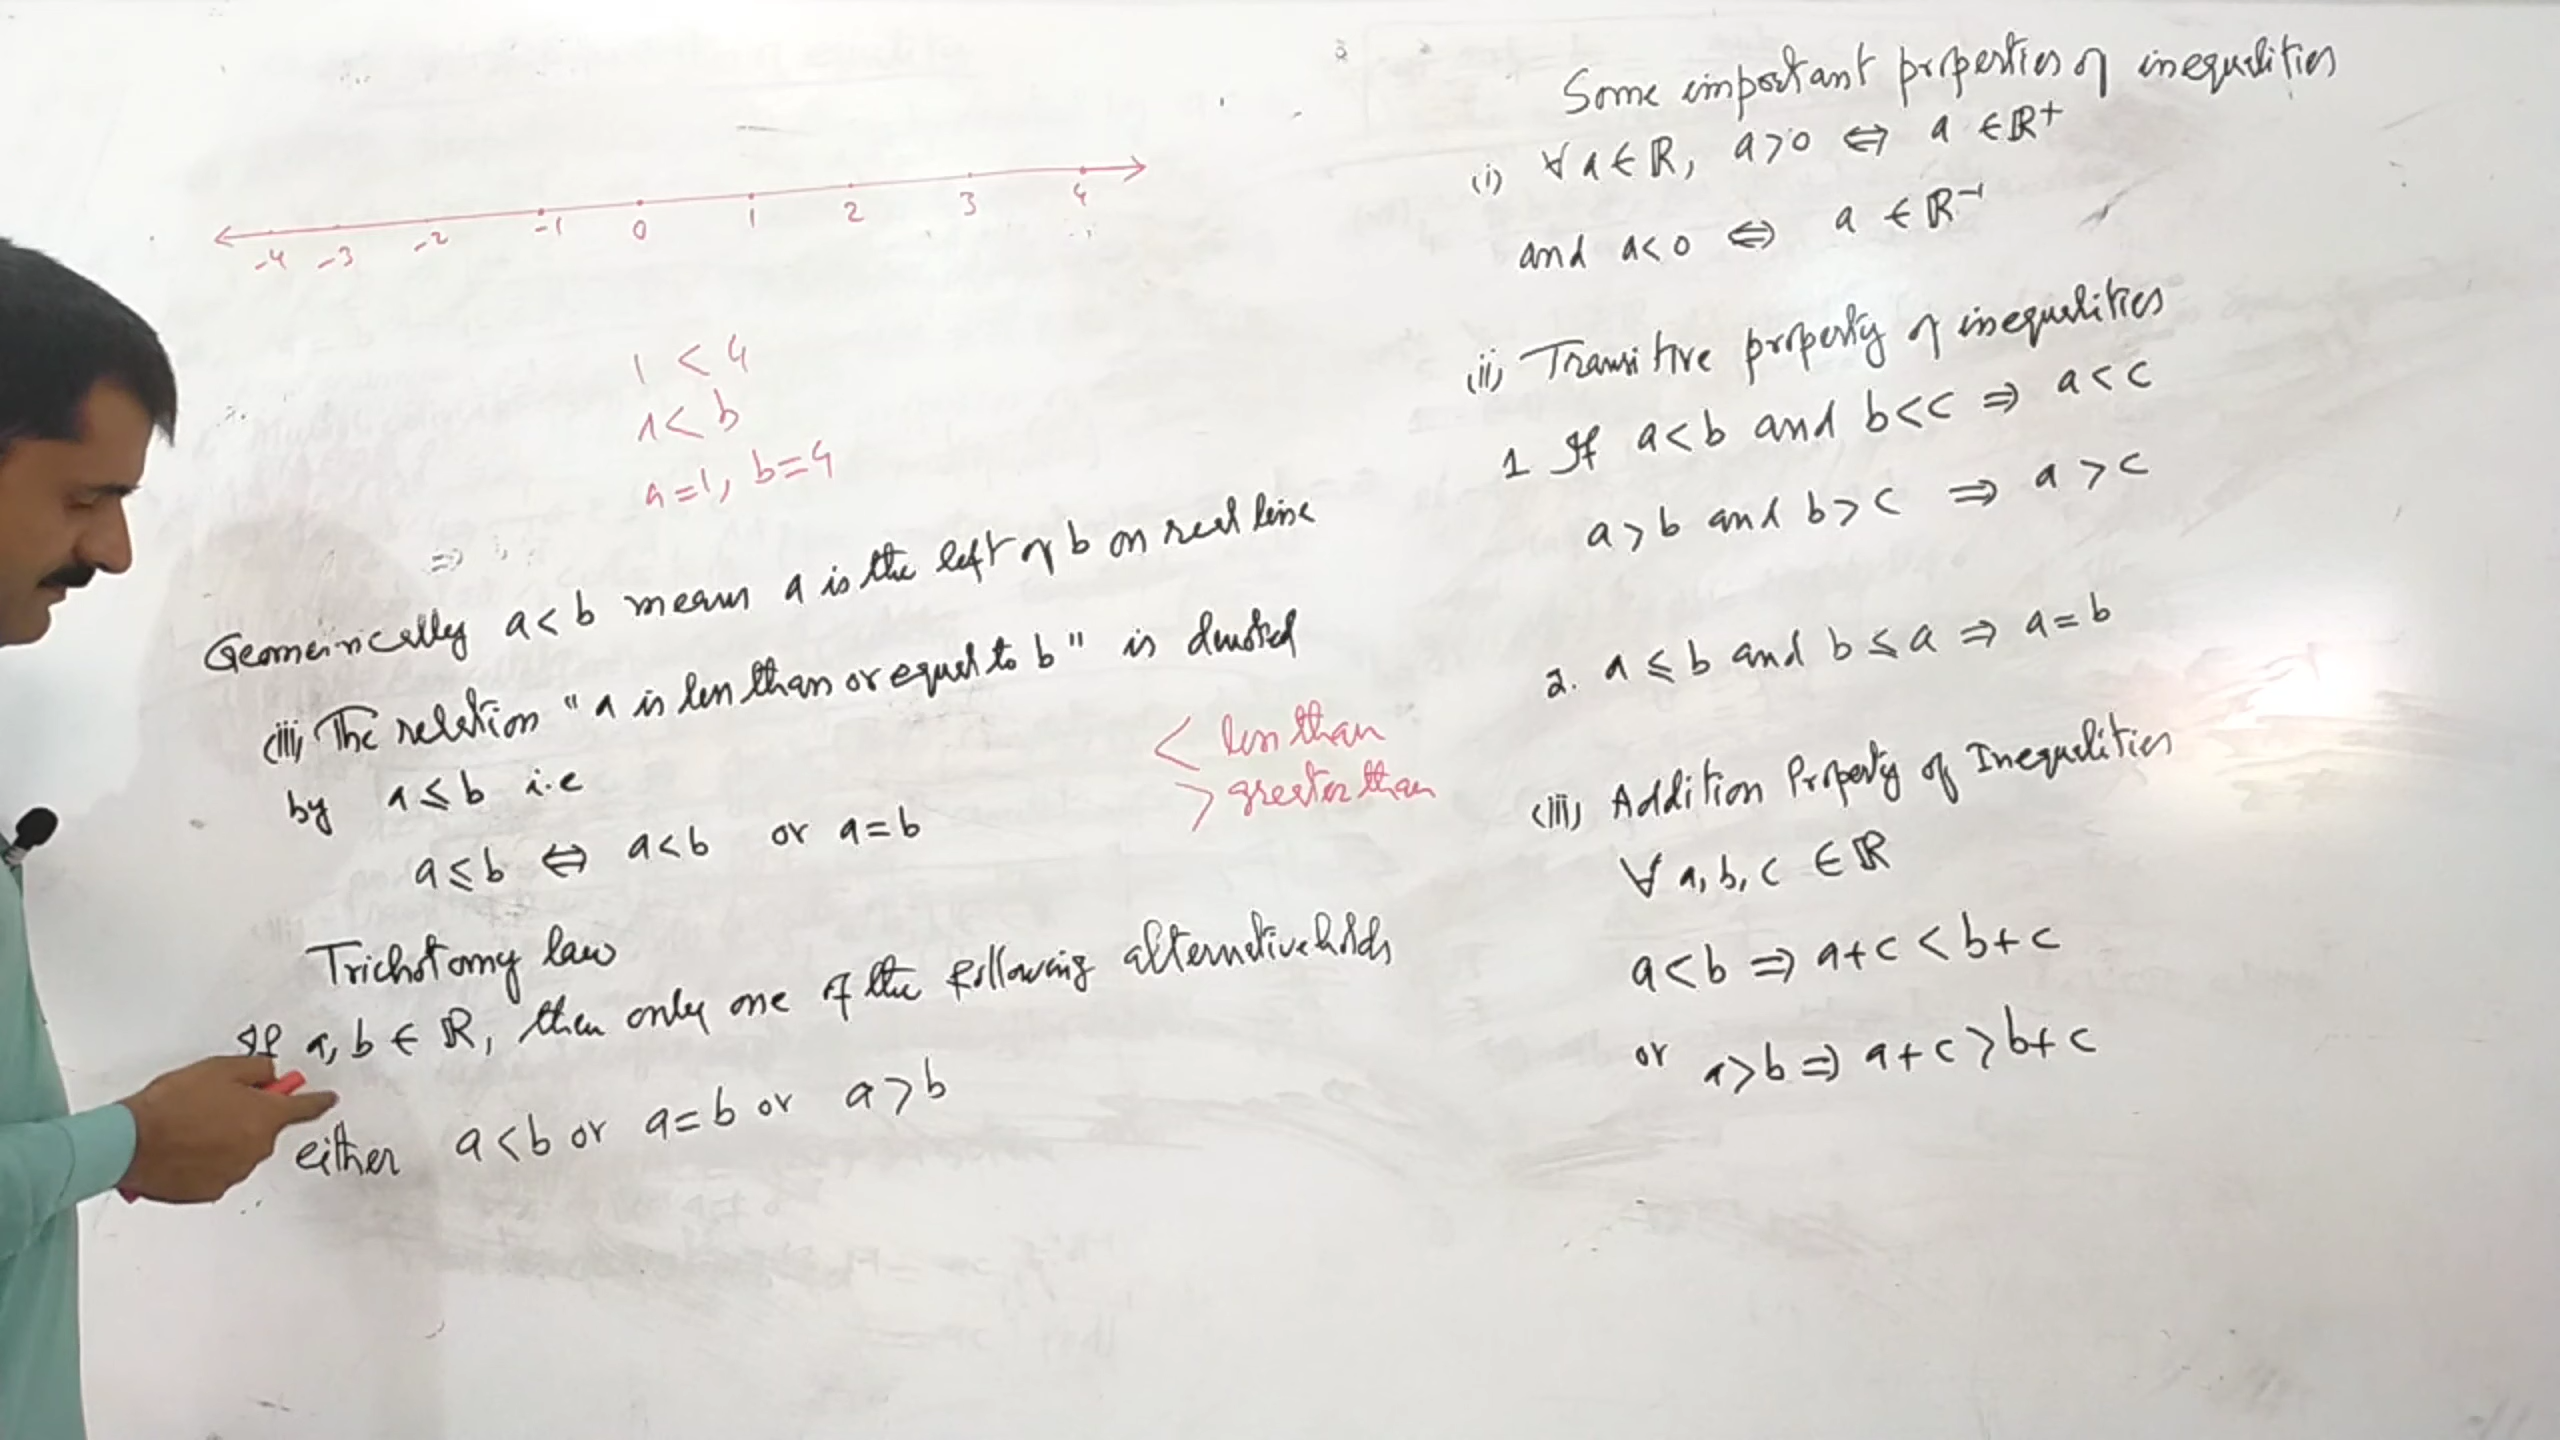 -4 -3 -2 -1 0 1 2 3 4
1 < 4
a < b
a = 1, b = 4
⇒
Geometrically a < b mean a is the left of b on real line
(iii) The relation "a is less than or equal to b" is denoted
by a ≤ b i.e
a ≤ b ⇔ a < b or a = b
< less than
> greater than
Trichotomy law
If a, b ∈ ℝ, then only one of the following alternative holds
either a < b or a = b or a > b
Some important properties of inequalities
(i) ∀ a ∈ ℝ, a > 0 ⇔ a ∈ ℝ⁺
and a < 0 ⇔ a ∈ ℝ⁻
(ii) Transitive property of inequalities
1 If a < b and b < c ⇒ a < c
a > b and b > c ⇒ a > c
2. a ≤ b and b ≤ a ⇒ a = b
(iii) Addition Property of Inequalities
∀ a, b, c ∈ ℝ
a < b ⇒ a + c < b + c
or a > b ⇒ a + c > b + c